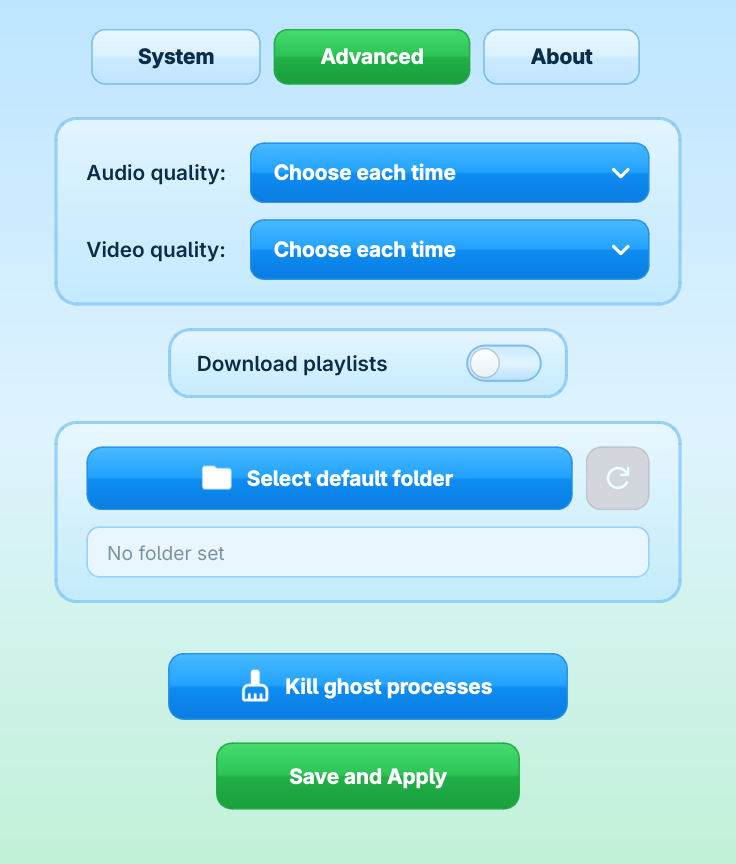 System
Advanced
About
Audio quality:
Choose each time
Video quality:
Choose each time
Download playlists
Select default folder
No folder set
Kill ghost processes
Save and Apply